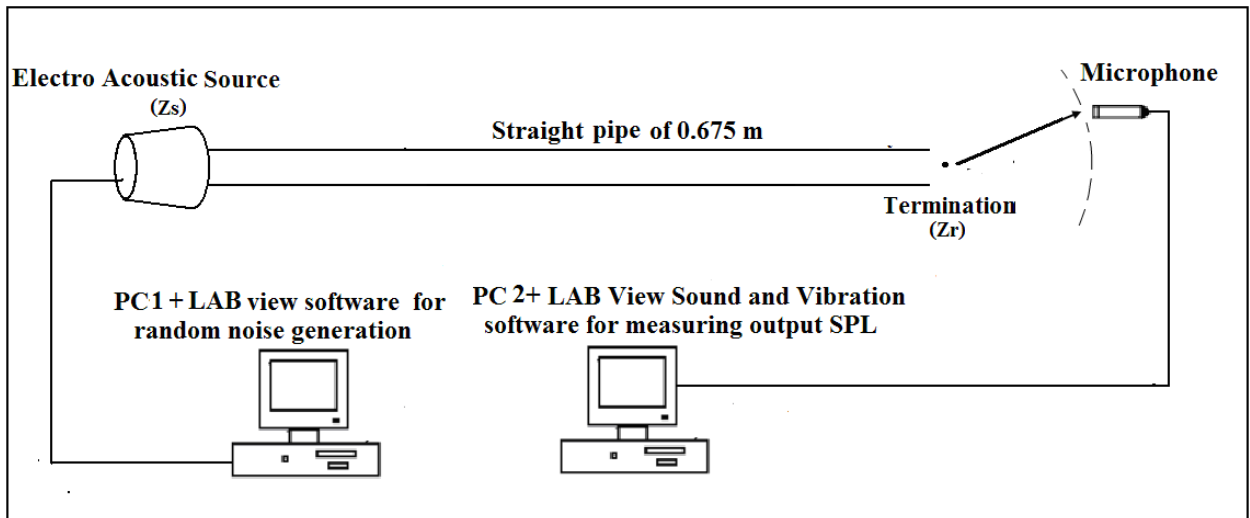 Electro Acoustic Source
(Zs)
Microphone
Straight pipe of 0.675 m
Termination
(Zr)
PC1 + LAB view software for
random noise generation
PC 2+ LAB View Sound and Vibration
software for measuring output SPL